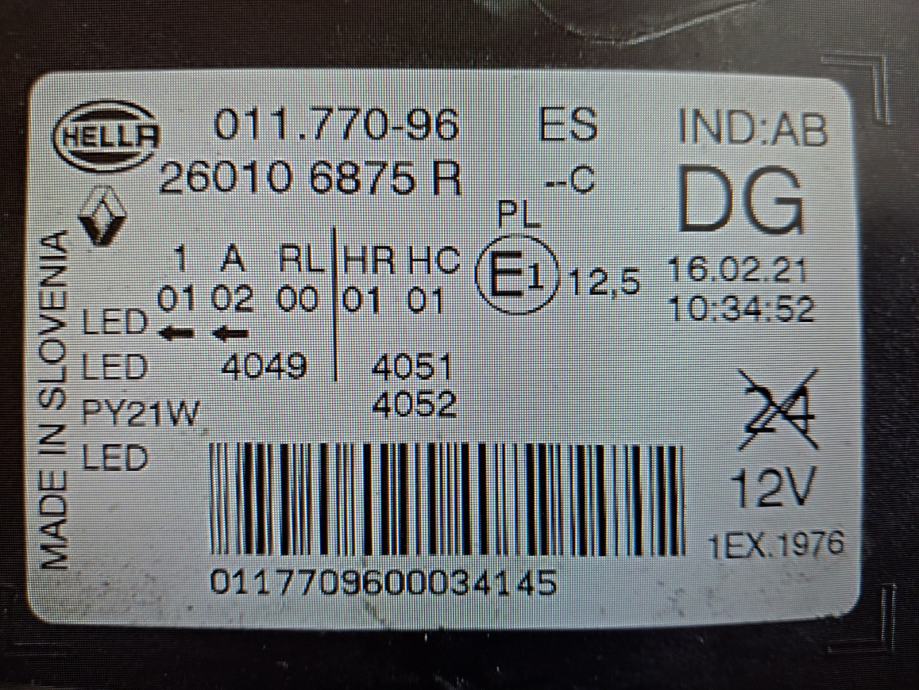 HELLA 011.770-96 ES IND:AB
26010 6875 R --C DG
PL
1 A RL HR HC E1 12,5 16.02.21
LED 01 02 00 01 01 10:34:52
LED 4049 4051
PY21W 4052
LED
24
12V
1EX.1976
0117709600034145
MADE IN SLOVENIA